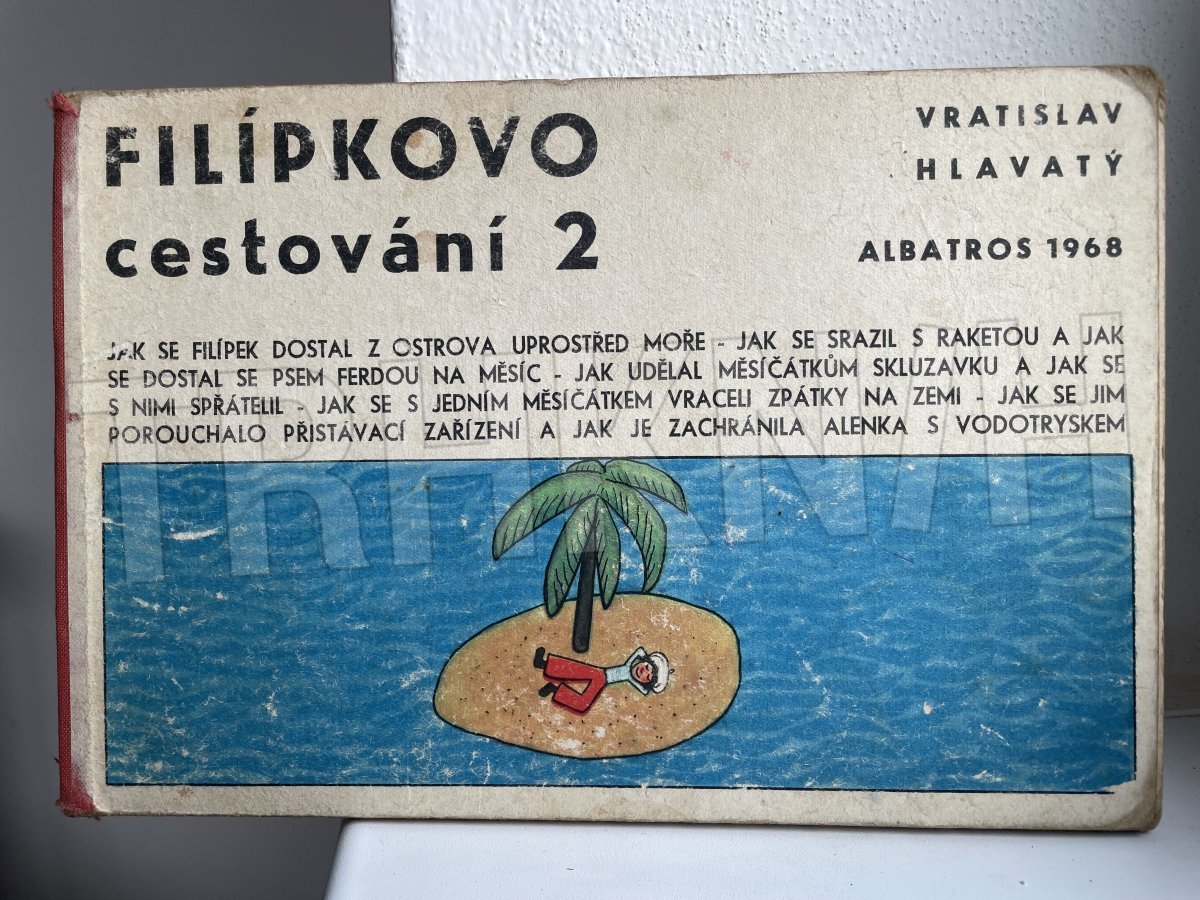 FILÍPKOVO
cestování 2
VRATISLAV
HLAVATÝ
ALBATROS 1968
JAK SE FILÍPEK DOSTAL Z OSTROVA UPROSTŘED MOŘE - JAK SE SRAZIL S RAKETOU A JAK
SE DOSTAL SE PSEM FERDOU NA MĚSÍC - JAK UDĚLAL MĚSÍČÁTKŮM SKLUZAVKU A JAK SE
S NIMI SPŘÁTELIL - JAK SE S JEDNÍM MĚSÍČÁTKEM VRACELI ZPÁTKY NA ZEMI - JAK SE JIM
POROUCHALO PŘISTÁVACÍ ZAŘÍZENÍ A JAK JE ZACHRÁNILA ALENKA S VODOTRYSKEM